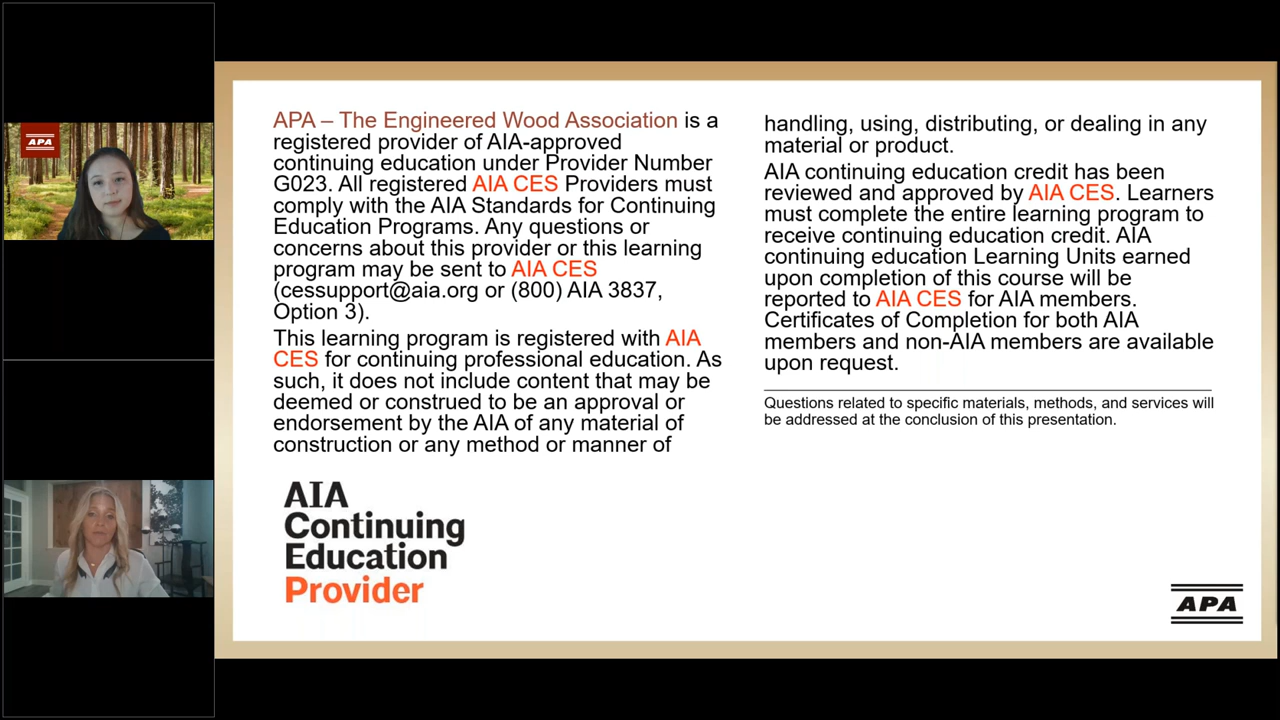 APA
APA – The Engineered Wood Association is a
registered provider of AIA-approved
continuing education under Provider Number
G023. All registered AIA CES Providers must
comply with the AIA Standards for Continuing
Education Programs. Any questions or
concerns about this provider or this learning
program may be sent to AIA CES
(cessupport@aia.org or (800) AIA 3837,
Option 3).
This learning program is registered with AIA
CES for continuing professional education. As
such, it does not include content that may be
deemed or construed to be an approval or
endorsement by the AIA of any material of
construction or any method or manner of
handling, using, distributing, or dealing in any
material or product.
AIA continuing education credit has been
reviewed and approved by AIA CES. Learners
must complete the entire learning program to
receive continuing education credit. AIA
continuing education Learning Units earned
upon completion of this course will be
reported to AIA CES for AIA members.
Certificates of Completion for both AIA
members and non-AIA members are available
upon request.
Questions related to specific materials, methods, and services will
be addressed at the conclusion of this presentation.
AIA
Continuing
Education
Provider
APA